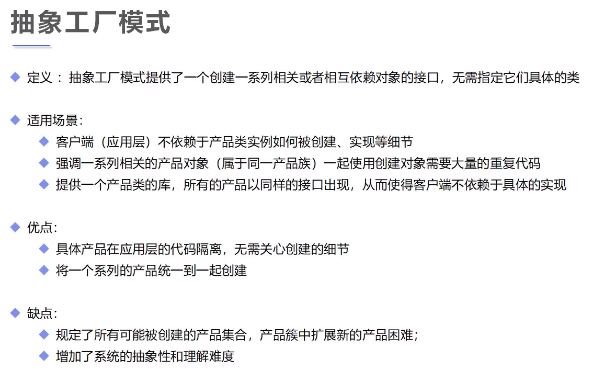 抽象工厂模式
定义 ：抽象工厂模式提供了一个创建一系列相关或者相互依赖对象的接口，无需指定它们具体的类
适用场景：
客户端（应用层）不依赖于产品类实例如何被创建、实现等细节
强调一系列相关的产品对象（属于同一产品族）一起使用创建对象需要大量的重复代码
提供一个产品类的库，所有的产品以同样的接口出现，从而使得客户端不依赖于具体的实现
优点：
具体产品在应用层的代码隔离，无需关心创建的细节
将一个系列的产品统一到一起创建
缺点：
规定了所有可能被创建的产品集合，产品簇中扩展新的产品困难；
增加了系统的抽象性和理解难度